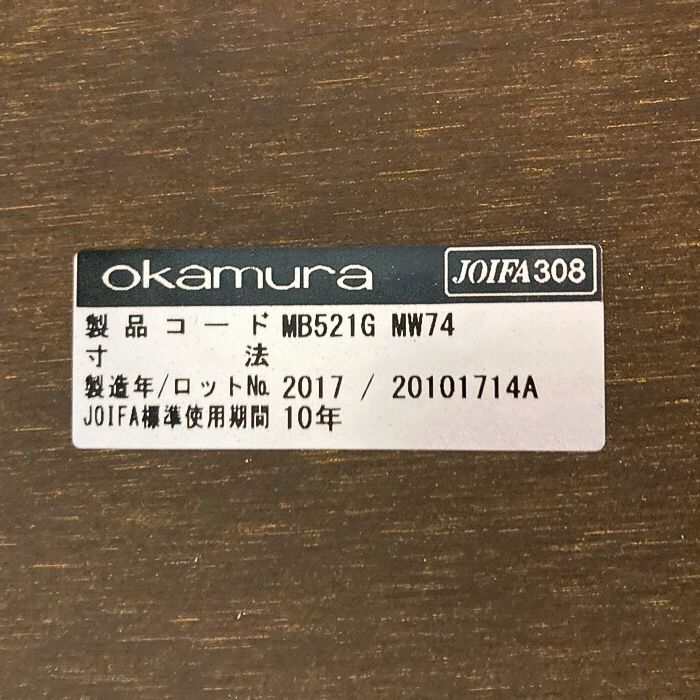 okamura JOIFA308
製品コード MB521G MW74
寸法
製造年/ロット№ 2017 / 20101714A
JOIFA標準使用期間 10年